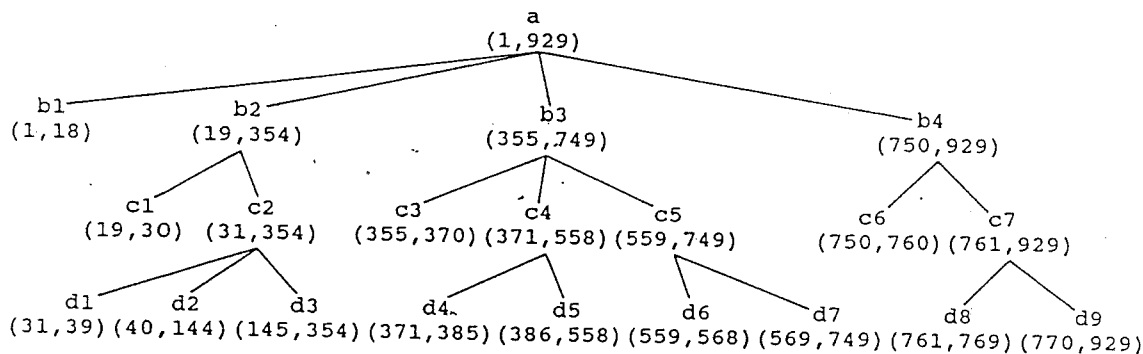 a
(1,929)
b1 b2 b3 b4
(1,18) (19,354) (355,749) (750,929)
c1 c2 c3 c4 c5 c6 c7
(19,30) (31,354) (355,370) (371,558) (559,749) (750,760) (761,929)
d1 d2 d3 d4 d5 d6 d7 d8 d9
(31,39) (40,144) (145,354) (371,385) (386,558) (559,568) (569,749) (761,769) (770,929)